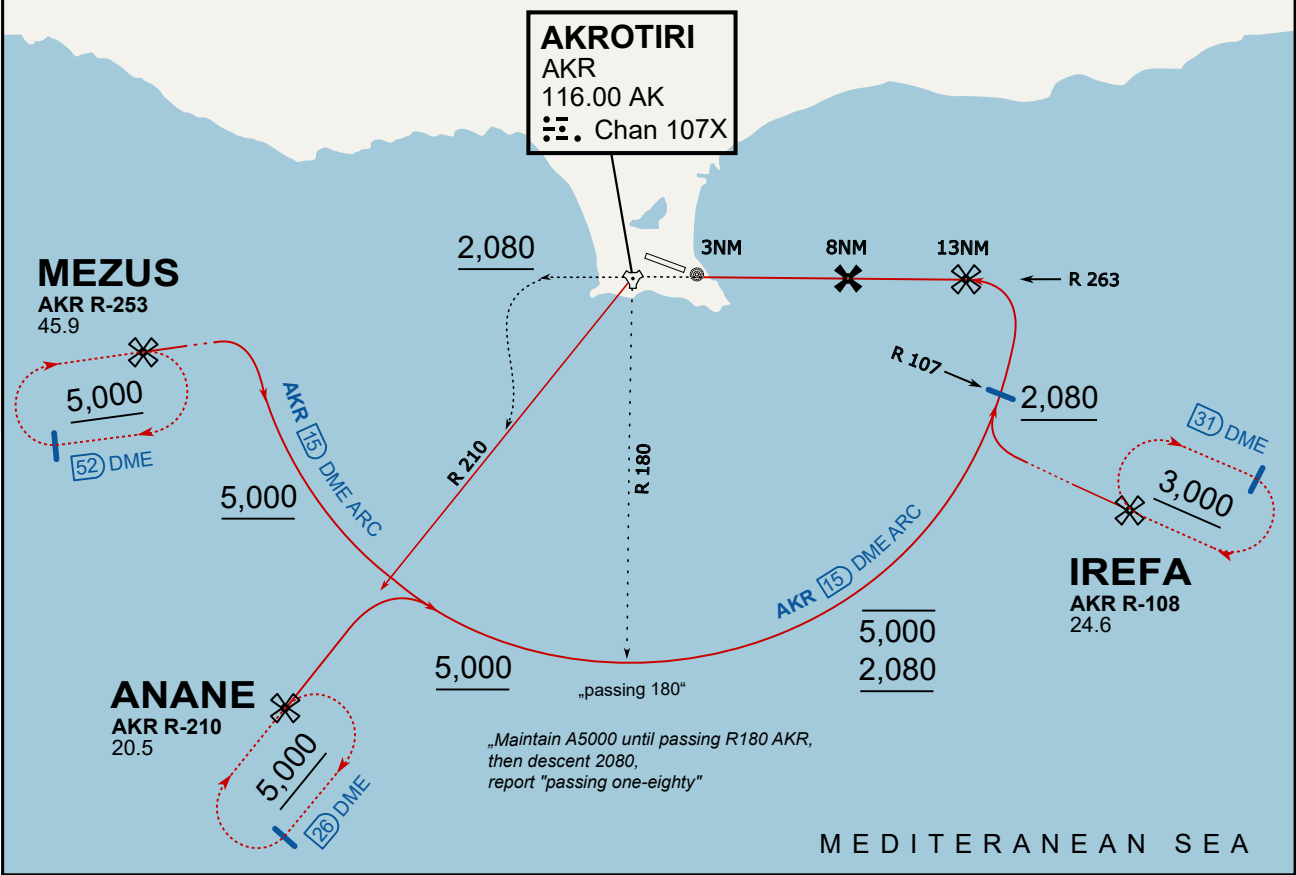 AKROTIRI
AKR
116.00 AK
Chan 107X
2,080
3NM
8NM
13NM
R 263
MEZUS
AKR R-253
45.9
5,000
52 DME
AKR 15 DME ARC
5,000
R 210
R 180
R 107
2,080
31 DME
3,000
IREFA
AKR R-108
24.6
AKR 15 DME ARC
5,000
2,080
5,000
„passing 180“
ANANE
AKR R-210
20.5
5,000
26 DME
„Maintain A5000 until passing R180 AKR,
then descent 2080,
report "passing one-eighty"
MEDITERANEAN SEA